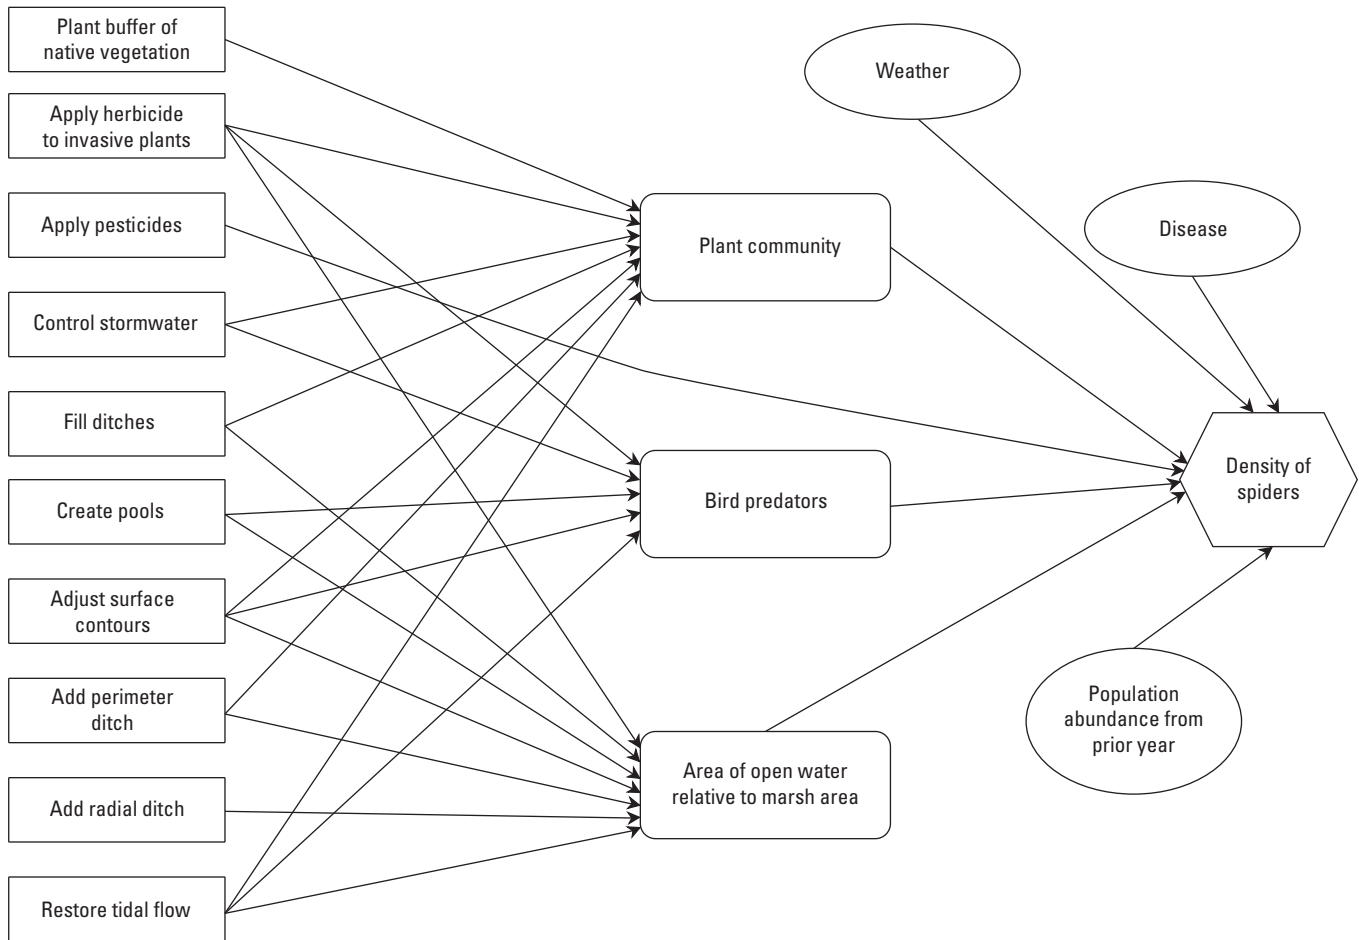 Plant buffer of
native vegetation
Apply herbicide
to invasive plants
Apply pesticides
Control stormwater
Fill ditches
Create pools
Adjust surface
contours
Add perimeter
ditch
Add radial ditch
Restore tidal flow
Plant community
Bird predators
Area of open water
relative to marsh area
Weather
Disease
Density of
spiders
Population
abundance from
prior year